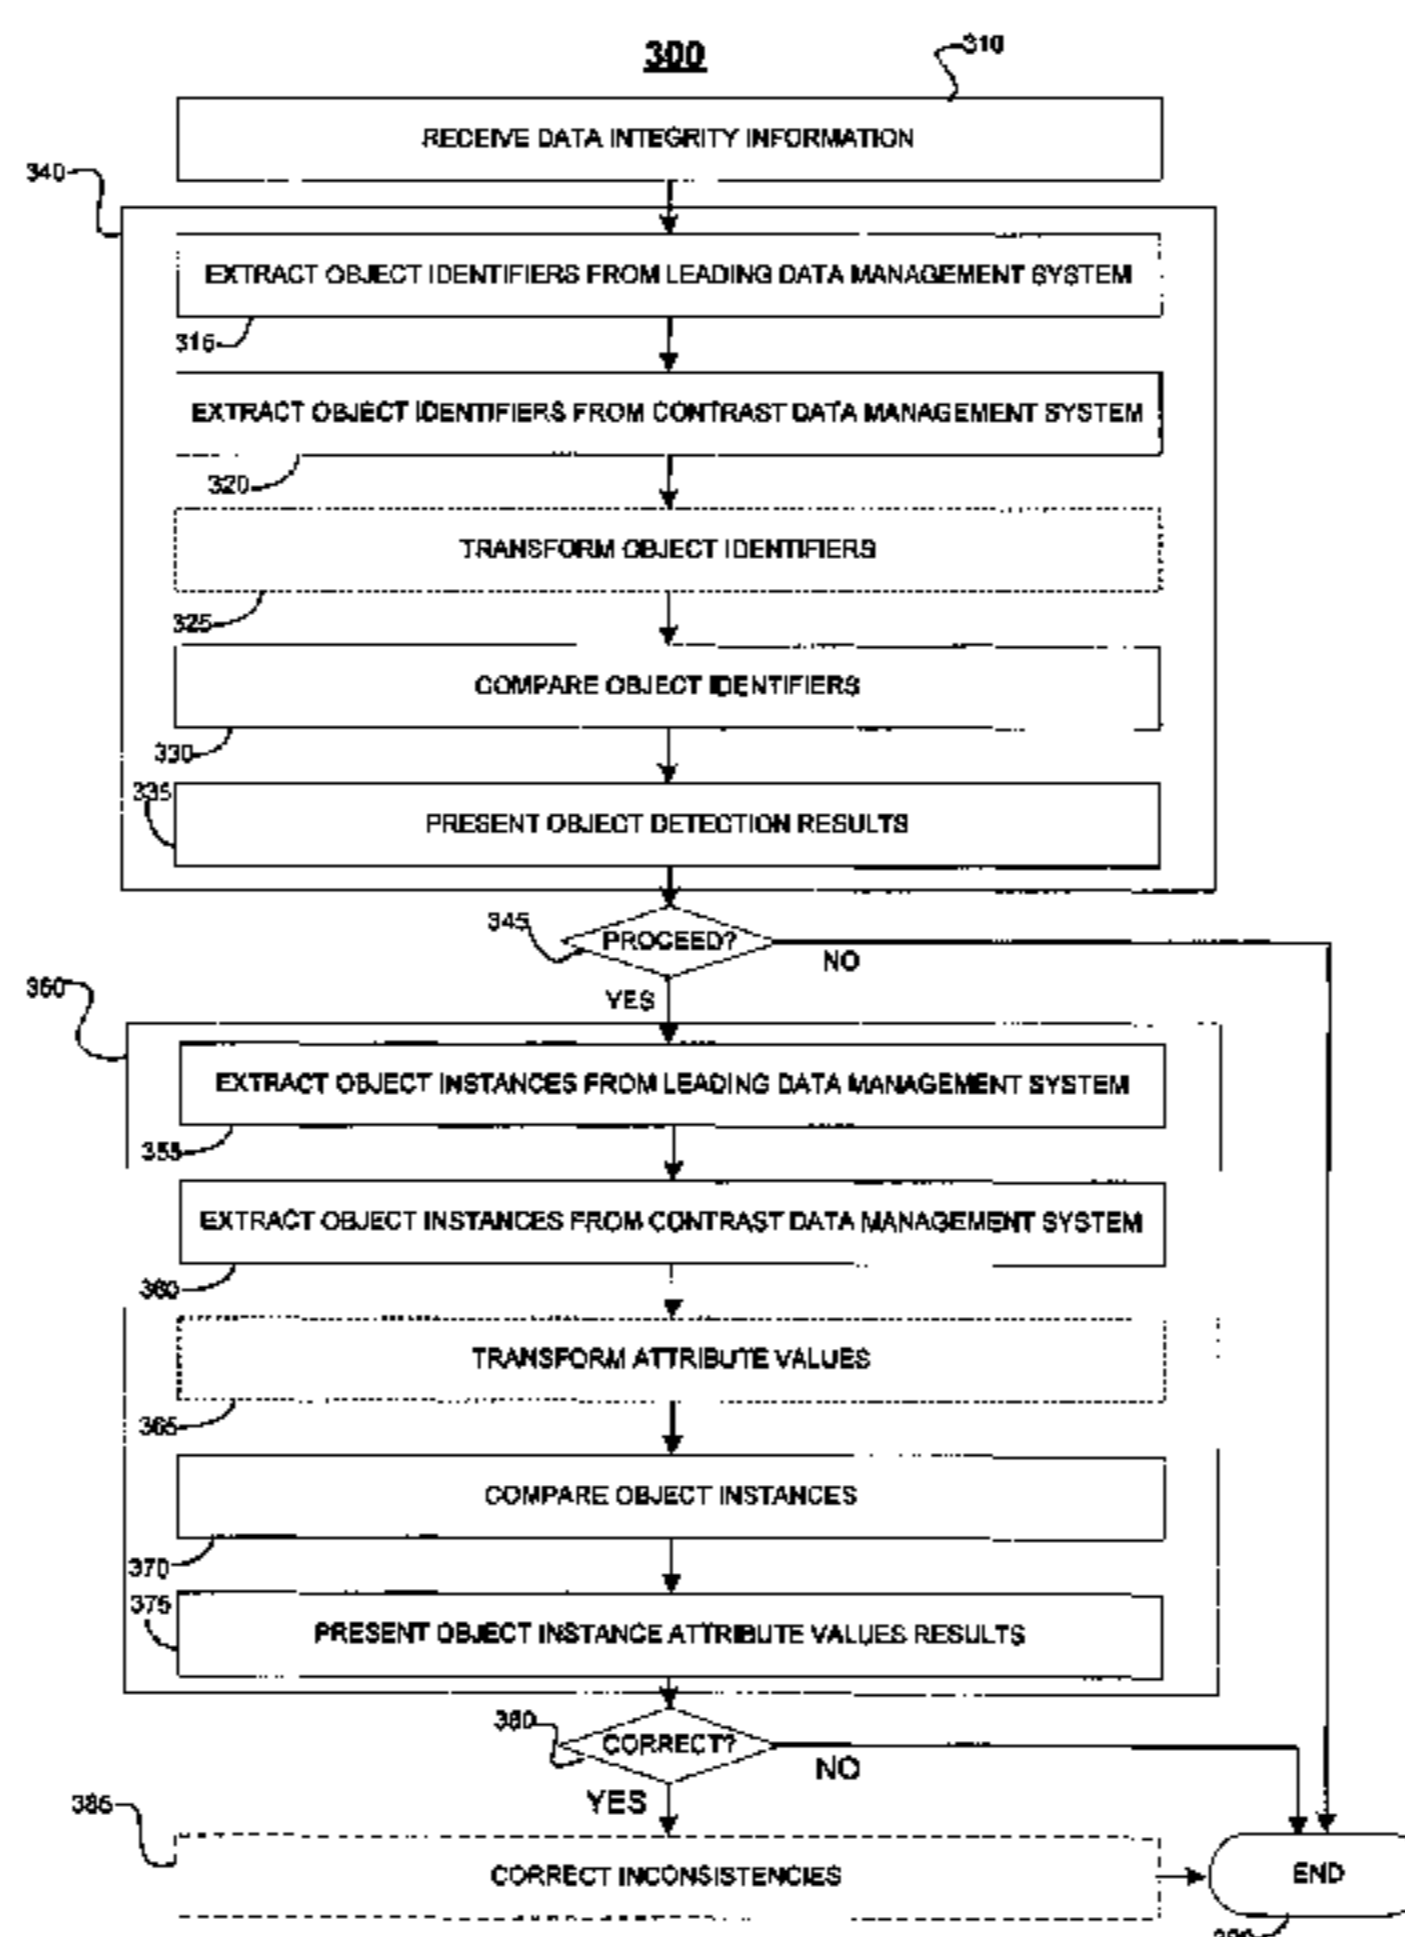 300
310
RECEIVE DATA INTEGRITY INFORMATION
340
EXTRACT OBJECT IDENTIFIERS FROM LEADING DATA MANAGEMENT SYSTEM
315
EXTRACT OBJECT IDENTIFIERS FROM CONTRAST DATA MANAGEMENT SYSTEM
320
TRANSFORM OBJECT IDENTIFIERS
325
COMPARE OBJECT IDENTIFIERS
330
335
PRESENT OBJECT DETECTION RESULTS
345
PROCEED?
NO
YES
EXTRACT OBJECT INSTANCES FROM LEADING DATA MANAGEMENT SYSTEM
355
EXTRACT OBJECT INSTANCES FROM CONTRAST DATA MANAGEMENT SYSTEM
360
TRANSFORM ATTRIBUTE VALUES
365
COMPARE OBJECT INSTANCES
370
375
PRESENT OBJECT INSTANCE ATTRIBUTE VALUES RESULTS
380
CORRECT?
NO
YES
385
CORRECT INCONSISTENCIES
END